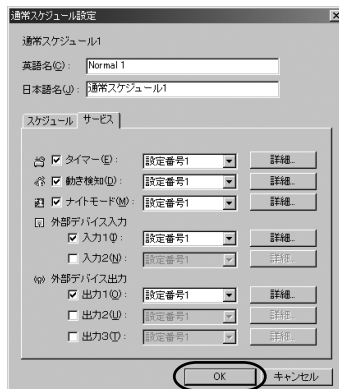 通常スケジュール設定
通常スケジュール1
英語名(C): Normal 1
日本語名(J): 通常スケジュール1
スケジュール サービス
タイマー(E): 設定番号1 詳細...
動き検知(D): 設定番号1 詳細...
ナイトモード(M): 設定番号1 詳細...
外部デバイス入力
入力1(I): 設定番号1 詳細...
入力2(N): 設定番号1 詳細...
外部デバイス出力
出力1(O): 設定番号1 詳細...
出力2(U): 設定番号1 詳細...
出力3(T): 設定番号1 詳細...
OK キャンセル